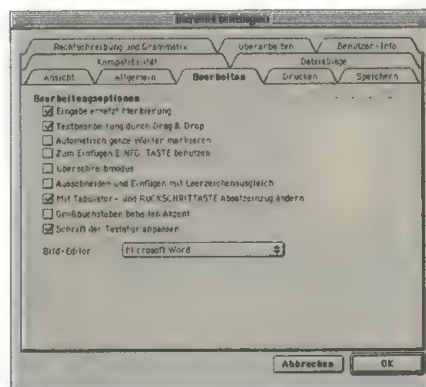 Rechtschreibung und Grammatik Überarbeiten Benutzer-Info
Kompatibilität Dateiablage
Ansicht Allgemein Bearbeiten Drucken Speichern
Bearbeitungsoptionen
Eingabe ersetzt Markierung
Textbearbeitung durch Drag & Drop
Automatisch ganze Wörter markieren
Zum Einfügen EINFG-TASTE benutzen
Überschreibmodus
Ausschneiden und Einfügen mit Leerzeichenausgleich
Mit Tabulator- und RÜCKSCHRITTASTE Absatzeinzug ändern
Großbuchstaben behalten Akzent
Schrift der Tastatur anpassen
Bild-Editor Microsoft Word
Abbrechen OK